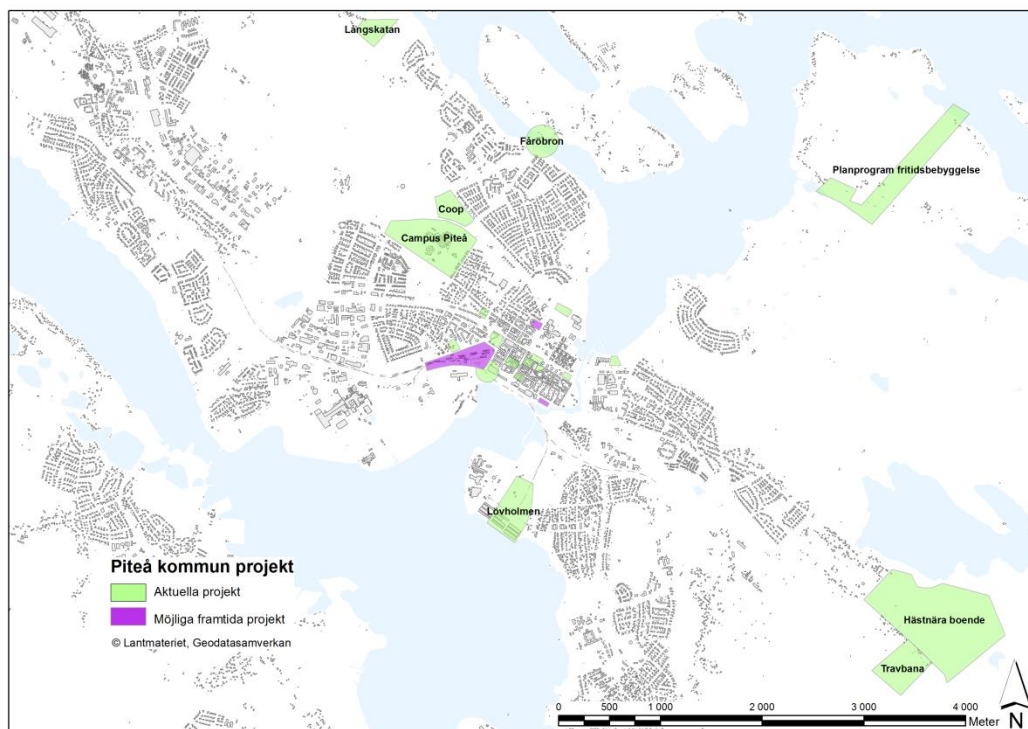 Långskatan
Fåröbron
Planprogram fritidsbebyggelse
Coop
Campus Piteå
Lövholmen
Piteå kommun projekt
Aktuella projekt
Möjliga framtida projekt
© Lantmateriet, Geodatasamverkan
Hästnära boende
Travbana
0 500 1 000 2 000 3 000 4 000
Meter
N